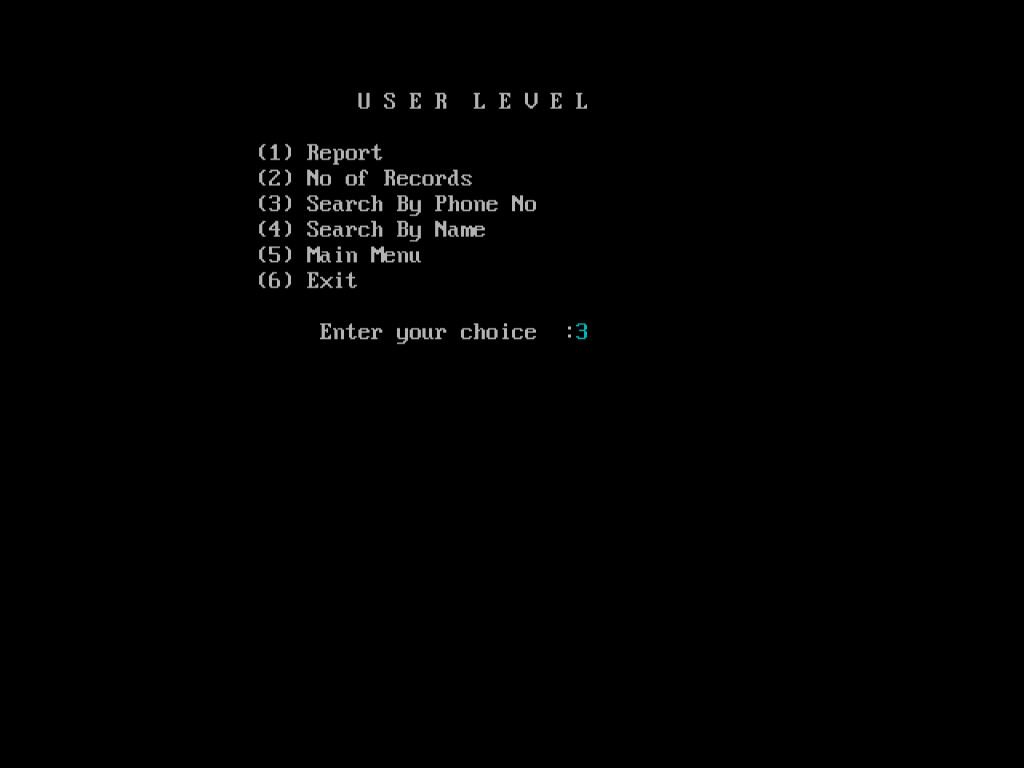 U S E R  L E V E L
(1) Report
(2) No of Records
(3) Search By Phone No
(4) Search By Name
(5) Main Menu
(6) Exit
Enter your choice  :3